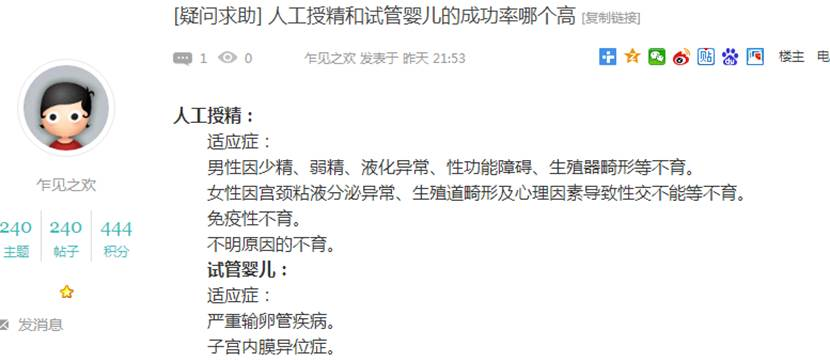 [疑问求助] 人工授精和试管婴儿的成功率哪个高 [复制链接]
1 0 乍见之欢 发表于 昨天 21:53 贴 楼主 电
人工授精：
适应症：
男性因少精、弱精、液化异常、性功能障碍、生殖器畸形等不育。
女性因宫颈粘液分泌异常、生殖道畸形及心理因素导致性交不能等不育。
免疫性不育。
不明原因的不育。
试管婴儿：
适应症：
严重输卵管疾病。
子宫内膜异位症。
乍见之欢
240 240 444
主题 帖子 积分
发消息